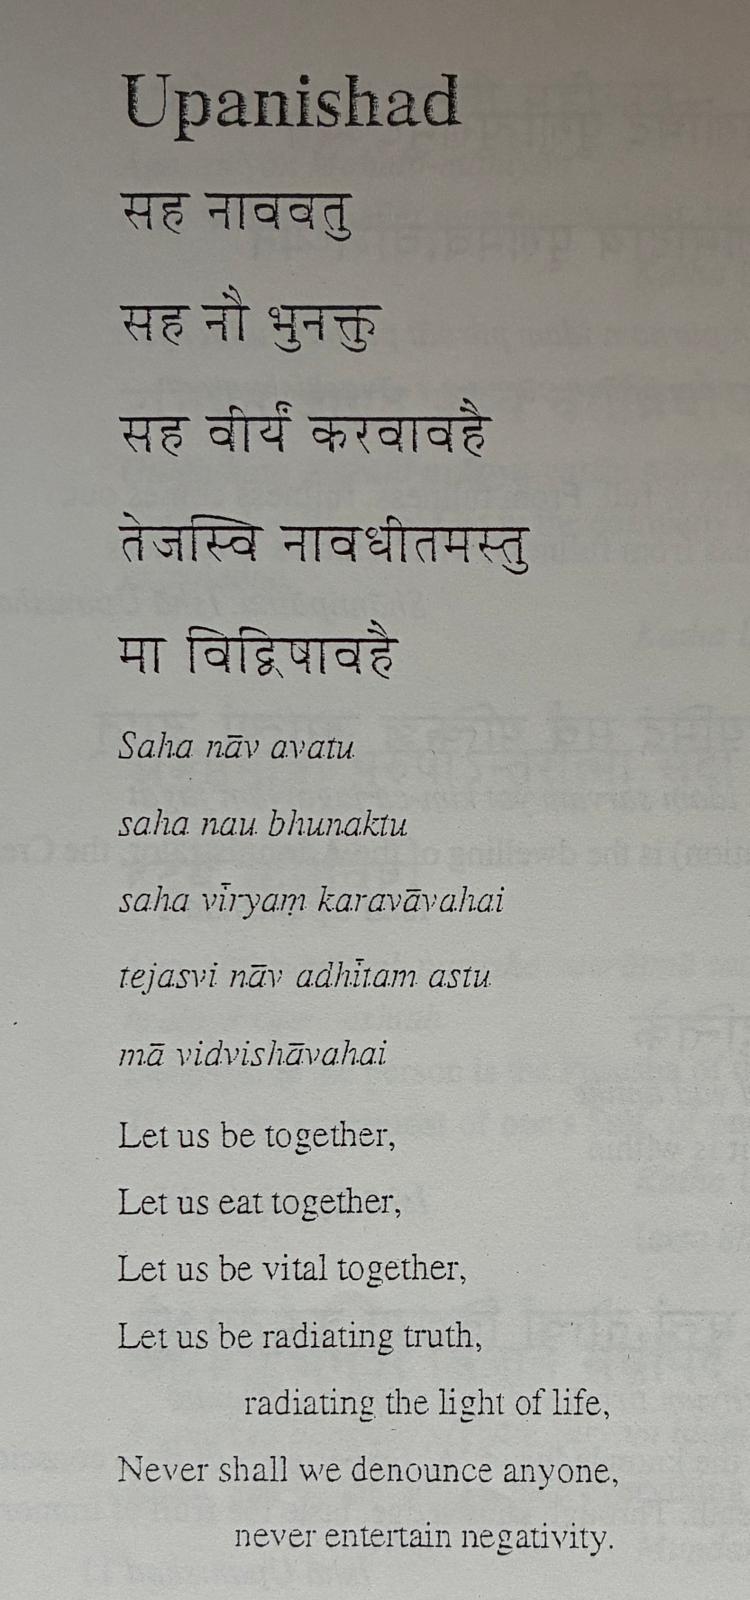 Upanishad
सह नाववतु
सह नौ भुनक्तु
सह वीर्यं करवावहै
तेजस्वि नावधीतमस्तु
मा विद्विषावहै
Saha nāv avatu
saha nau bhunaktu
saha vīryaṃ karavāvahai
tejasvi nāv adhītam astu
mā vidvishāvahai
Let us be together,
Let us eat together,
Let us be vital together,
Let us be radiating truth,
radiating the light of life,
Never shall we denounce anyone,
never entertain negativity.